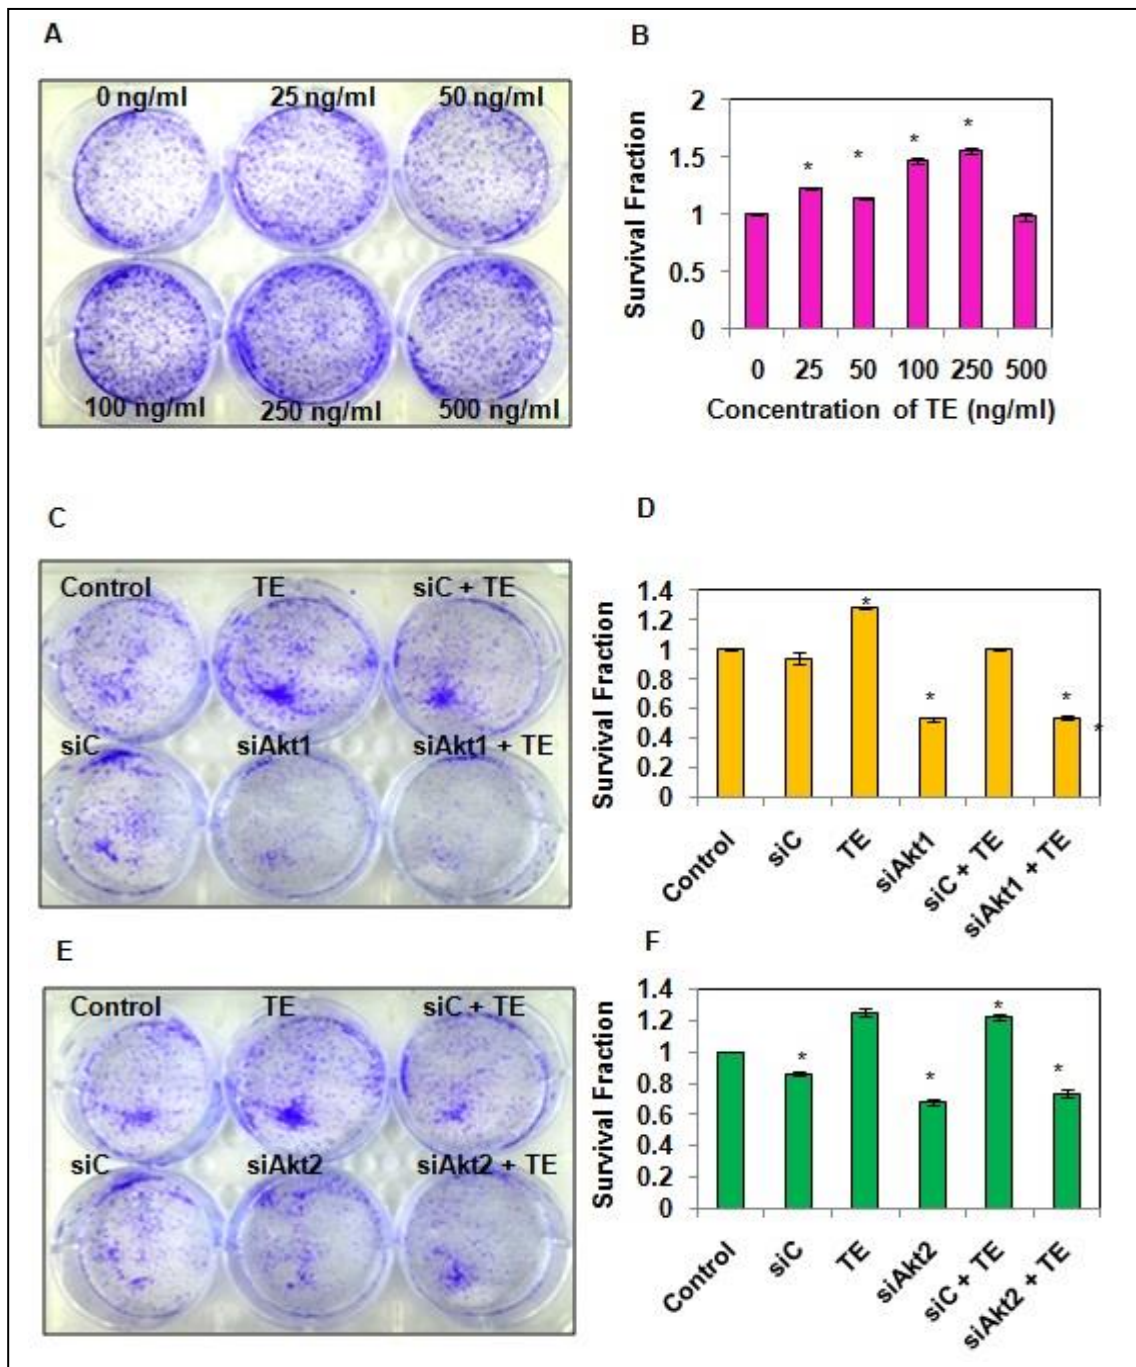 A
0 ng/ml 25 ng/ml 50 ng/ml
100 ng/ml 250 ng/ml 500 ng/ml
B
2
1.5
1
0.5
0
Survival Fraction
* * * *
0 25 50 100 250 500
Concentration of TE (ng/ml)
C
Control TE siC + TE
siC siAkt1 siAkt1 + TE
D
1.4
1.2
1
0.8
0.6
0.4
0.2
0
Survival Fraction
* * * *
Control siC TE siAkt1 siC + TE siAkt1 + TE
E
Control TE siC + TE
siC siAkt2 siAkt2 + TE
F
1.4
1.2
1
0.8
0.6
0.4
0.2
0
Survival Fraction
* * * *
Control siC TE siAkt2 siC + TE siAkt2 + TE